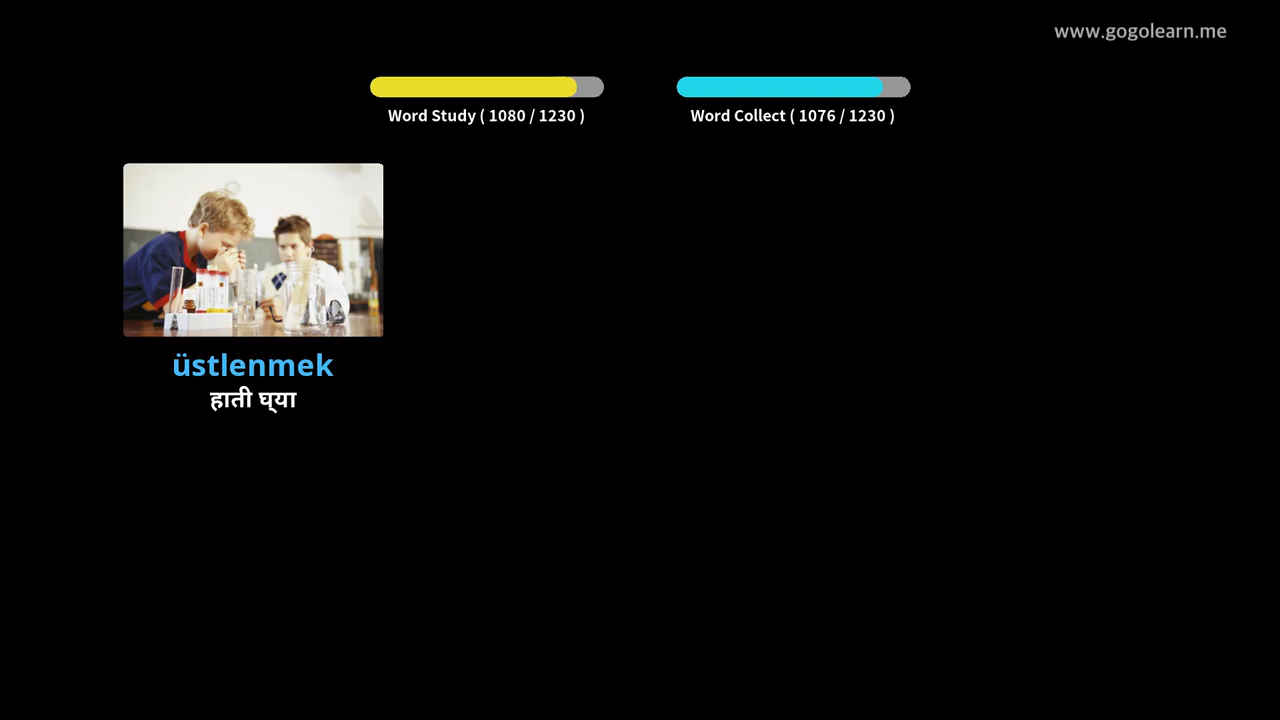 www.gogolearn.me
Word Study ( 1080 / 1230 )
Word Collect ( 1076 / 1230 )
üstlenmek
हाती घ्या